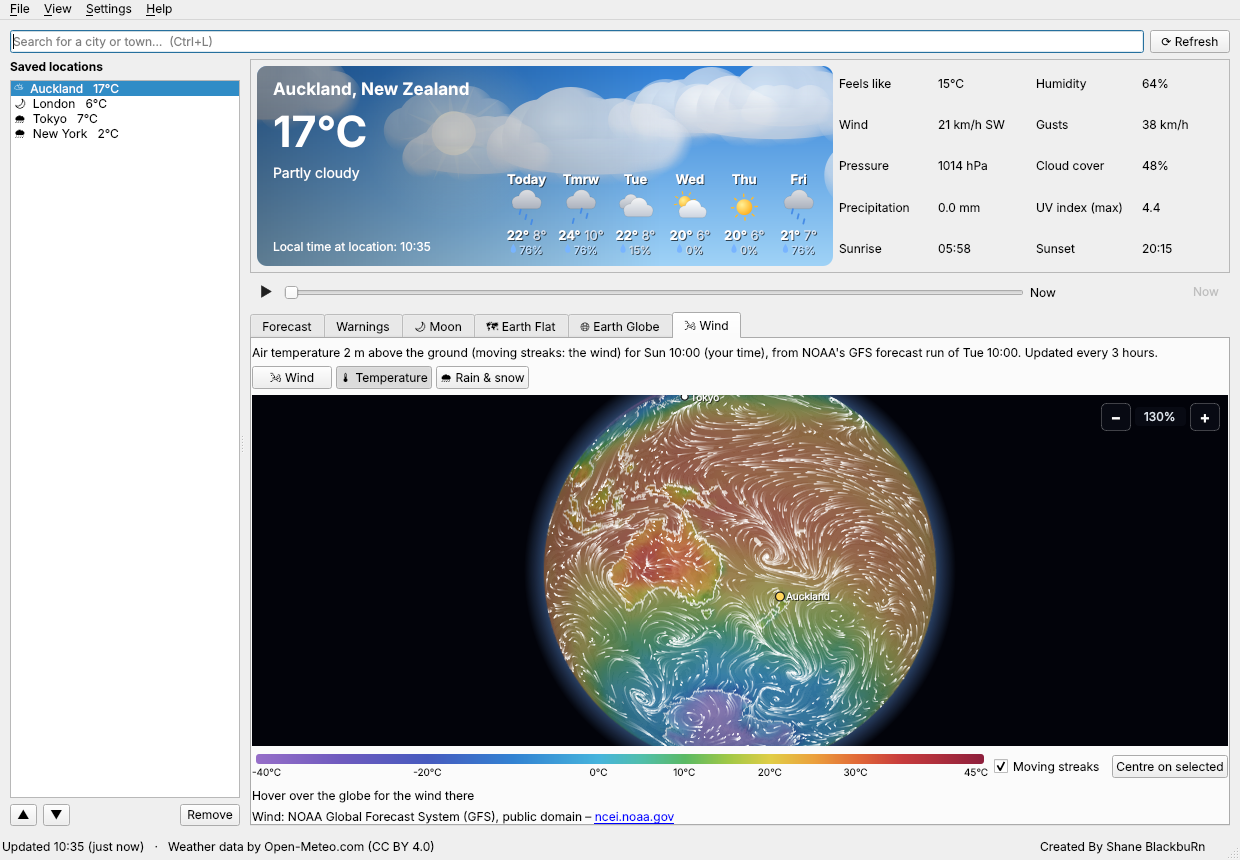 File View Settings Help
Search for a city or town... (Ctrl+L)
⟳ Refresh
Saved locations
Auckland 17°C
London 6°C
Tokyo 7°C
New York 2°C
▲ ▼ Remove
Auckland, New Zealand
17°C
Partly cloudy
Local time at location: 10:35
Today Tmrw Tue Wed Thu Fri
22° 8° 24° 10° 22° 8° 20° 6° 20° 6° 21° 7°
76% 76% 15% 0% 0% 76%
Feels like 15°C Humidity 64%
Wind 21 km/h SW Gusts 38 km/h
Pressure 1014 hPa Cloud cover 48%
Precipitation 0.0 mm UV index (max) 4.4
Sunrise 05:58 Sunset 20:15
Now Now
Forecast Warnings Moon Earth Flat Earth Globe Wind
Air temperature 2 m above the ground (moving streaks: the wind) for Sun 10:00 (your time), from NOAA's GFS forecast run of Tue 10:00. Updated every 3 hours.
Wind Temperature Rain & snow
Tokyo
− 130% +
Auckland
-40°C -20°C 0°C 10°C 20°C 30°C 45°C
Moving streaks Centre on selected
Hover over the globe for the wind there
Wind: NOAA Global Forecast System (GFS), public domain – ncei.noaa.gov
Updated 10:35 (just now) · Weather data by Open-Meteo.com (CC BY 4.0)
Created By Shane BlackbuRn